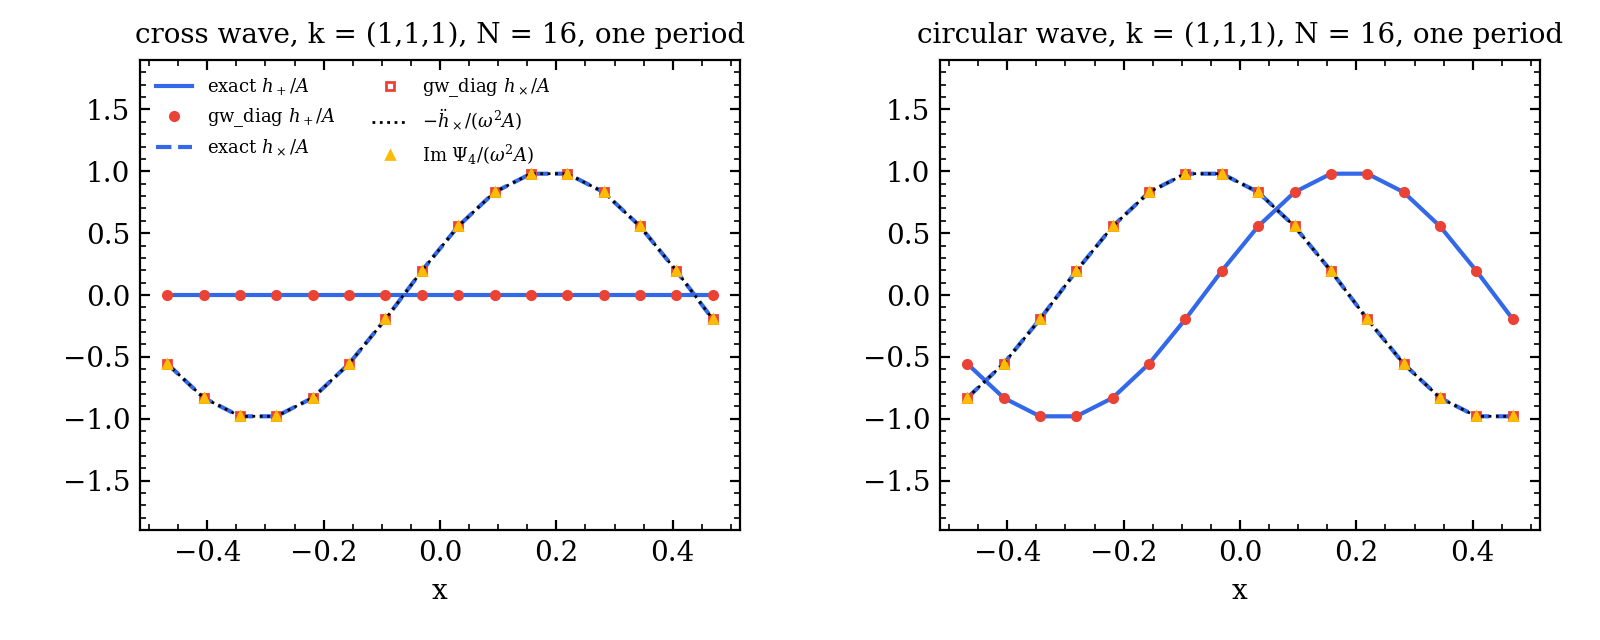 cross wave, k = (1,1,1), N = 16, one period
exact h₊/A
gw_diag h₊/A
exact h×/A
gw_diag h×/A
−ḧ×/(ω²A)
Im Ψ₄/(ω²A)
1.5
1.0
0.5
0.0
−0.5
−1.0
−1.5
−0.4 −0.2 0.0 0.2 0.4
x
circular wave, k = (1,1,1), N = 16, one period
1.5
1.0
0.5
0.0
−0.5
−1.0
−1.5
−0.4 −0.2 0.0 0.2 0.4
x